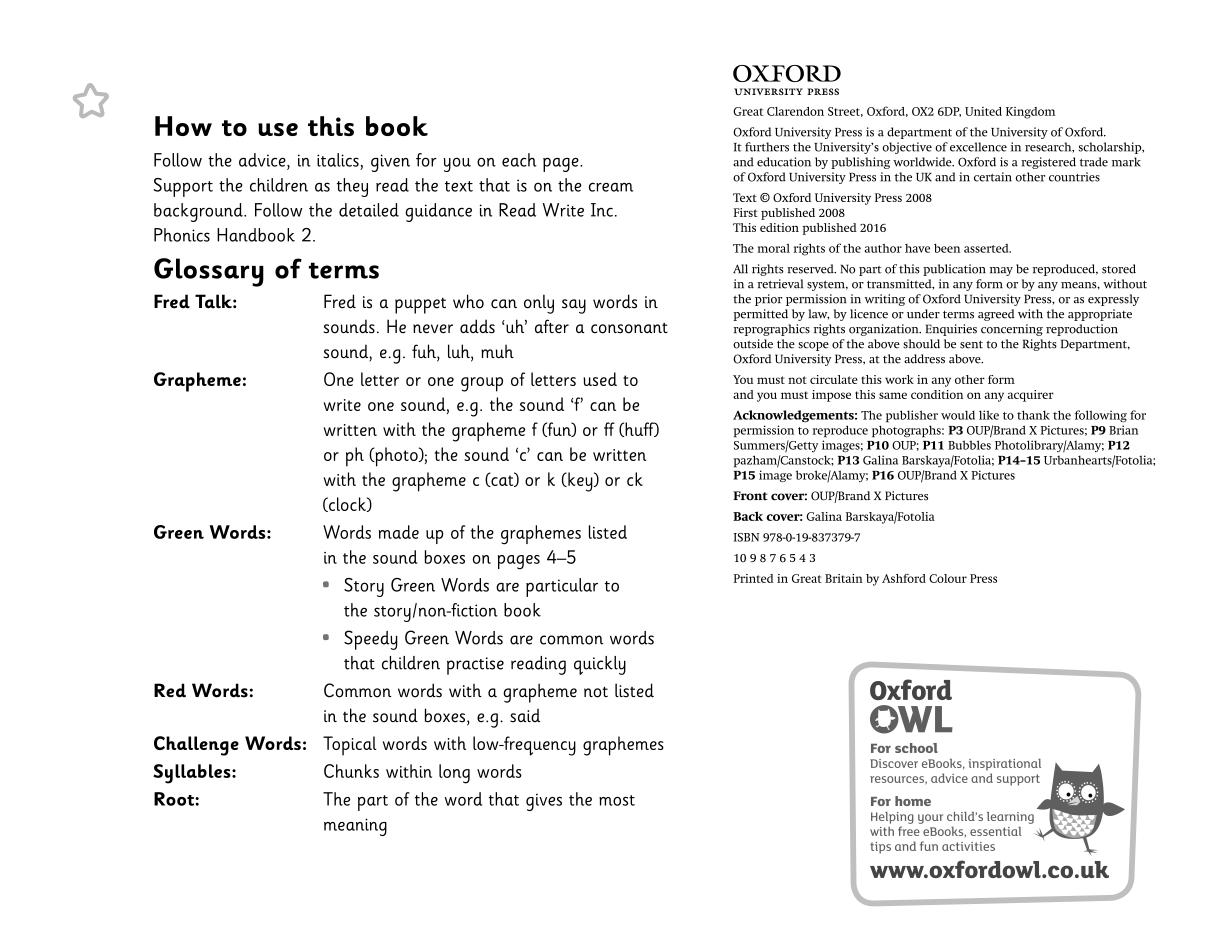 How to use this book
Follow the advice, in italics, given for you on each page.
Support the children as they read the text that is on the cream
background. Follow the detailed guidance in Read Write Inc.
Phonics Handbook 2.
Glossary of terms
Fred Talk: Fred is a puppet who can only say words in
sounds. He never adds ‘uh’ after a consonant
sound, e.g. fuh, luh, muh
Grapheme: One letter or one group of letters used to
write one sound, e.g. the sound ‘f’ can be
written with the grapheme f (fun) or ff (huff)
or ph (photo); the sound ‘c’ can be written
with the grapheme c (cat) or k (key) or ck
(clock)
Green Words: Words made up of the graphemes listed
in the sound boxes on pages 4–5
• Story Green Words are particular to
the story/non-fiction book
• Speedy Green Words are common words
that children practise reading quickly
Red Words: Common words with a grapheme not listed
in the sound boxes, e.g. said
Challenge Words: Topical words with low-frequency graphemes
Syllables: Chunks within long words
Root: The part of the word that gives the most
meaning
OXFORD
UNIVERSITY PRESS
Great Clarendon Street, Oxford, OX2 6DP, United Kingdom
Oxford University Press is a department of the University of Oxford.
It furthers the University’s objective of excellence in research, scholarship,
and education by publishing worldwide. Oxford is a registered trade mark
of Oxford University Press in the UK and in certain other countries
Text © Oxford University Press 2008
First published 2008
This edition published 2016
The moral rights of the author have been asserted.
All rights reserved. No part of this publication may be reproduced, stored
in a retrieval system, or transmitted, in any form or by any means, without
the prior permission in writing of Oxford University Press, or as expressly
permitted by law, by licence or under terms agreed with the appropriate
reprographics rights organization. Enquiries concerning reproduction
outside the scope of the above should be sent to the Rights Department,
Oxford University Press, at the address above.
You must not circulate this work in any other form
and you must impose this same condition on any acquirer
Acknowledgements: The publisher would like to thank the following for
permission to reproduce photographs: P3 OUP/Brand X Pictures; P9 Brian
Summers/Getty images; P10 OUP; P11 Bubbles Photolibrary/Alamy; P12
pazham/Canstock; P13 Galina Barskaya/Fotolia; P14–15 Urbanhearts/Fotolia;
P15 image broke/Alamy; P16 OUP/Brand X Pictures
Front cover: OUP/Brand X Pictures
Back cover: Galina Barskaya/Fotolia
ISBN 978-0-19-837379-7
10 9 8 7 6 5 4 3
Printed in Great Britain by Ashford Colour Press
Oxford
OWL
For school
Discover eBooks, inspirational
resources, advice and support
For home
Helping your child’s learning
with free eBooks, essential
tips and fun activities
www.oxfordowl.co.uk